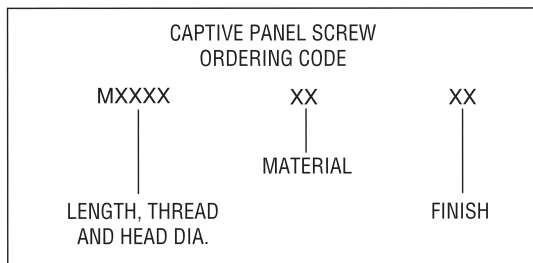 CAPTIVE PANEL SCREW
ORDERING CODE
MXXXX XX XX
MATERIAL
LENGTH, THREAD FINISH
AND HEAD DIA.